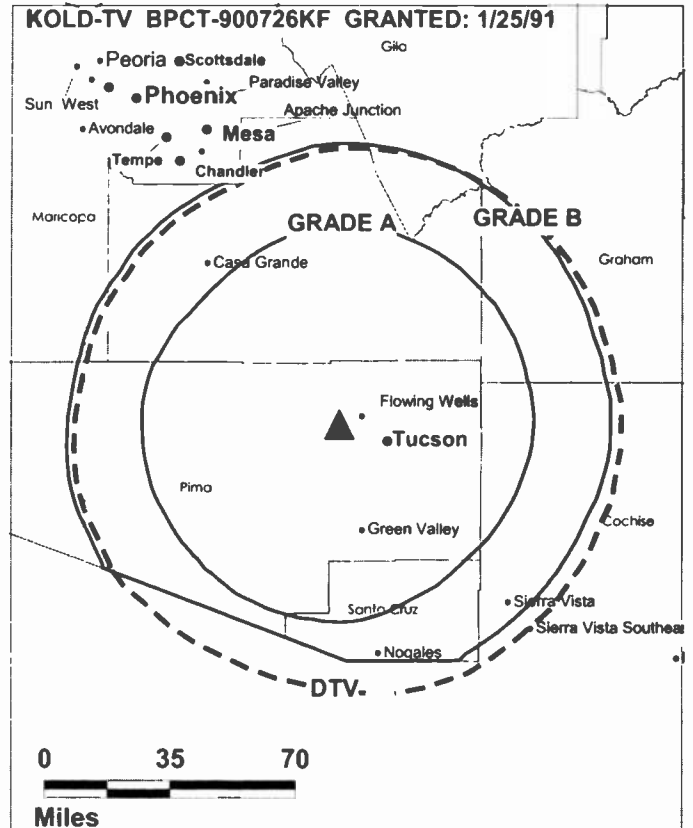 KOLD-TV BPCT-900726KF GRANTED: 1/25/91
Gila
Peoria
Scottsdale
Paradise Valley
Phoenix
Sun West
Apache Junction
Avondale
Mesa
Tempe
Chandler
Maricopa
GRADE A
GRADE B
Casa Grande
Graham
Flowing Wells
Tucson
Pima
Green Valley
Cochise
Santa Cruz
Sierra Vista
Sierra Vista Southeas
Nogales
DTV
0 35 70
Miles